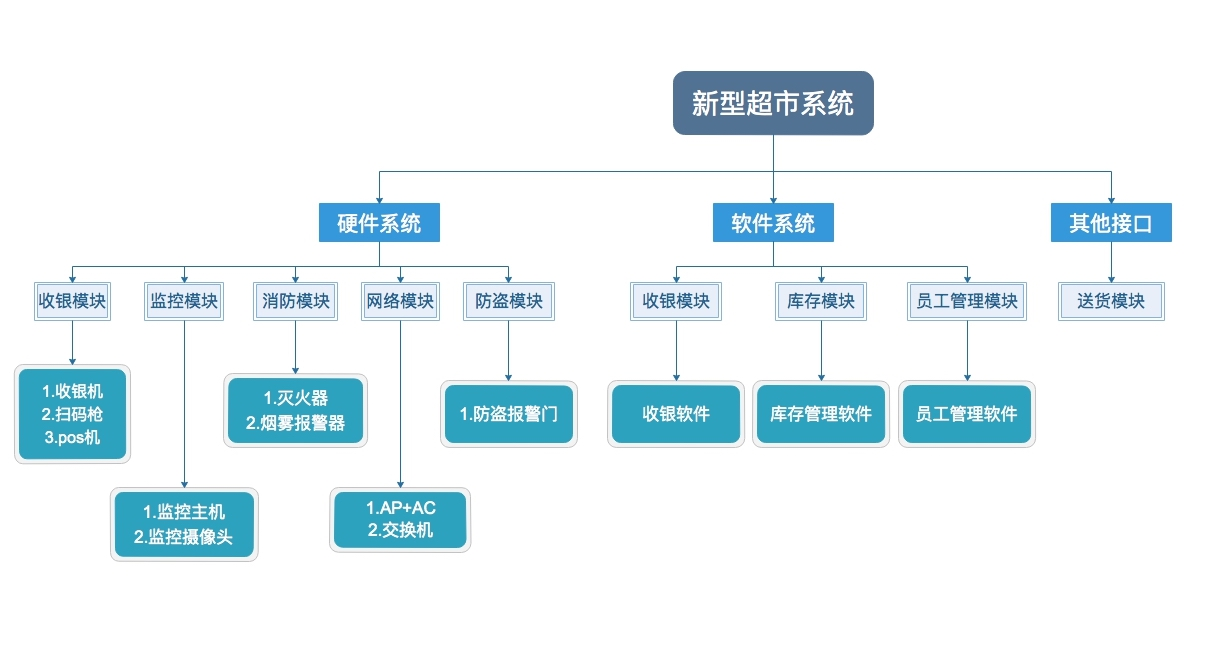 新型超市系统
硬件系统
软件系统
其他接口
收银模块
监控模块
消防模块
网络模块
防盗模块
收银模块
库存模块
员工管理模块
送货模块
1.收银机
2.扫码枪
3.pos机
1.灭火器
2.烟雾报警器
1.防盗报警门
收银软件
库存管理软件
员工管理软件
1.监控主机
2.监控摄像头
1.AP+AC
2.交换机